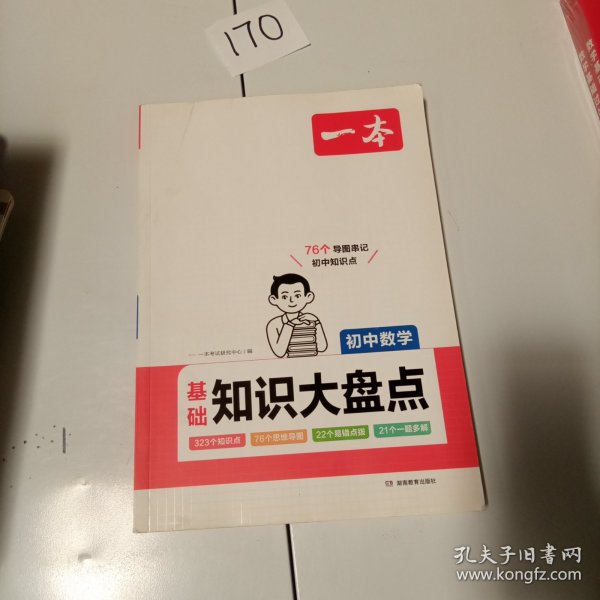 170
一本
76个 导图串记
初中知识点
一本考试研究中心 | 编
初中数学
基础
知识大盘点
323个知识点
76个思维导图
22个易错点拨
21个一题多解
湖南教育出版社
孔夫子旧书网
www.kongfz.com